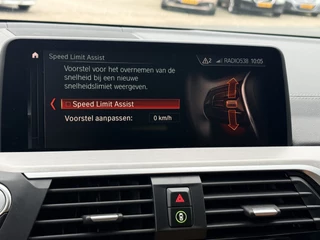 Speed Limit Assist
2 RADIO538 10:05
Voorstel voor het overnemen van de
snelheid bij een nieuwe
snelheidslimiet weergeven.
Speed Limit Assist
Voorstel aanpassen: 0 km/h